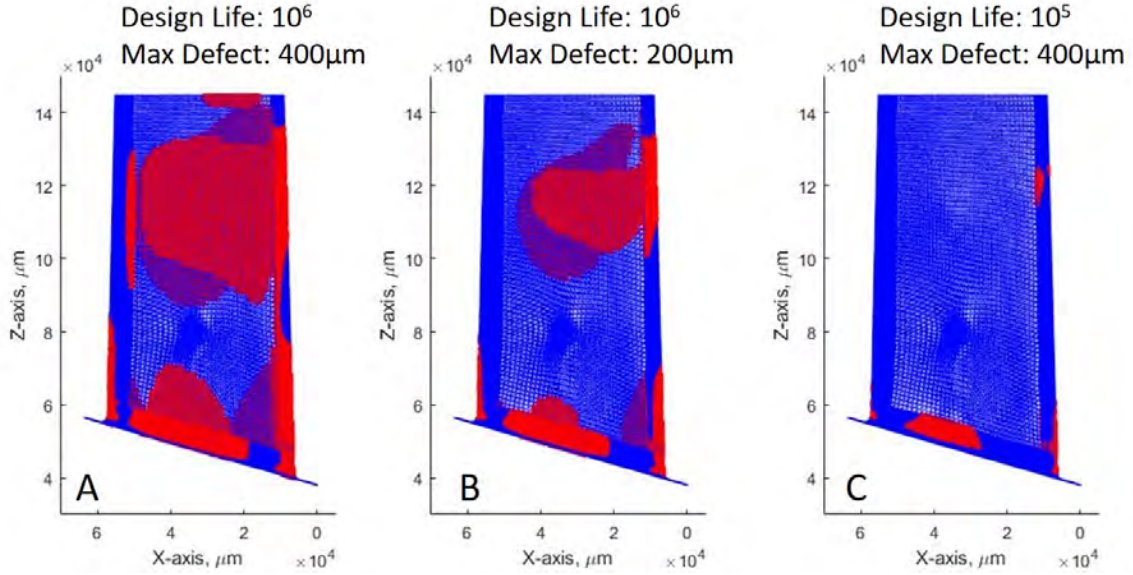 Design Life: 10⁶
Max Defect: 400μm
× 10⁴
14
12
10
8
6
4
Z-axis, μm
A
6
4
2
0
X-axis, μm
× 10⁴
Design Life: 10⁶
Max Defect: 200μm
× 10⁴
14
12
10
8
6
4
Z-axis, μm
B
6
4
2
0
X-axis, μm
× 10⁴
Design Life: 10⁵
Max Defect: 400μm
× 10⁴
14
12
10
8
6
4
Z-axis, μm
C
6
4
2
0
X-axis, μm
× 10⁴